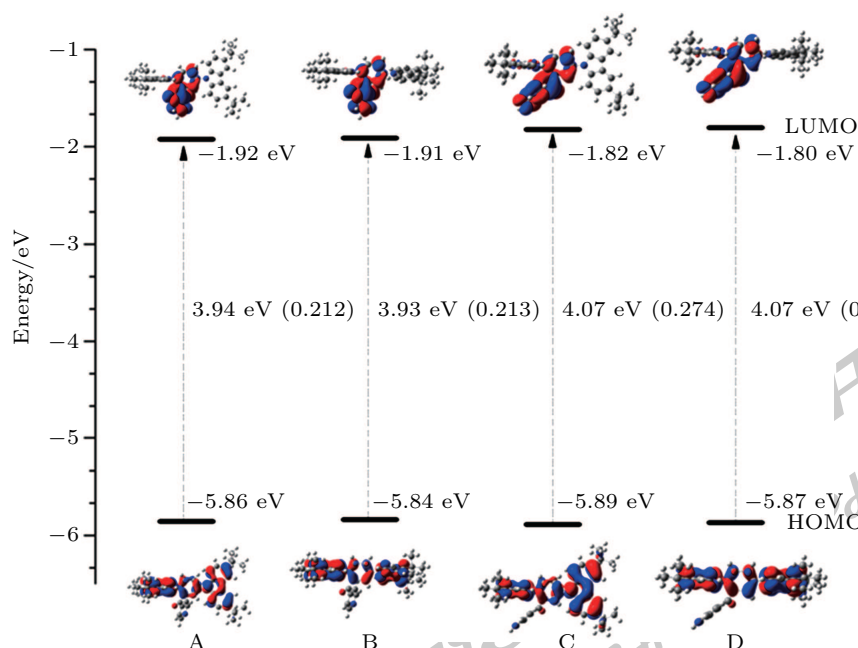 −1
LUMO
−1.92 eV
−1.91 eV
−1.82 eV
−1.80 eV
−2
−3
Energy/eV
3.94 eV (0.212)
3.93 eV (0.213)
4.07 eV (0.274)
4.07 eV (0
−4
−5
−5.86 eV
−5.84 eV
−5.89 eV
−5.87 eV
HOMO
−6
A
B
C
D